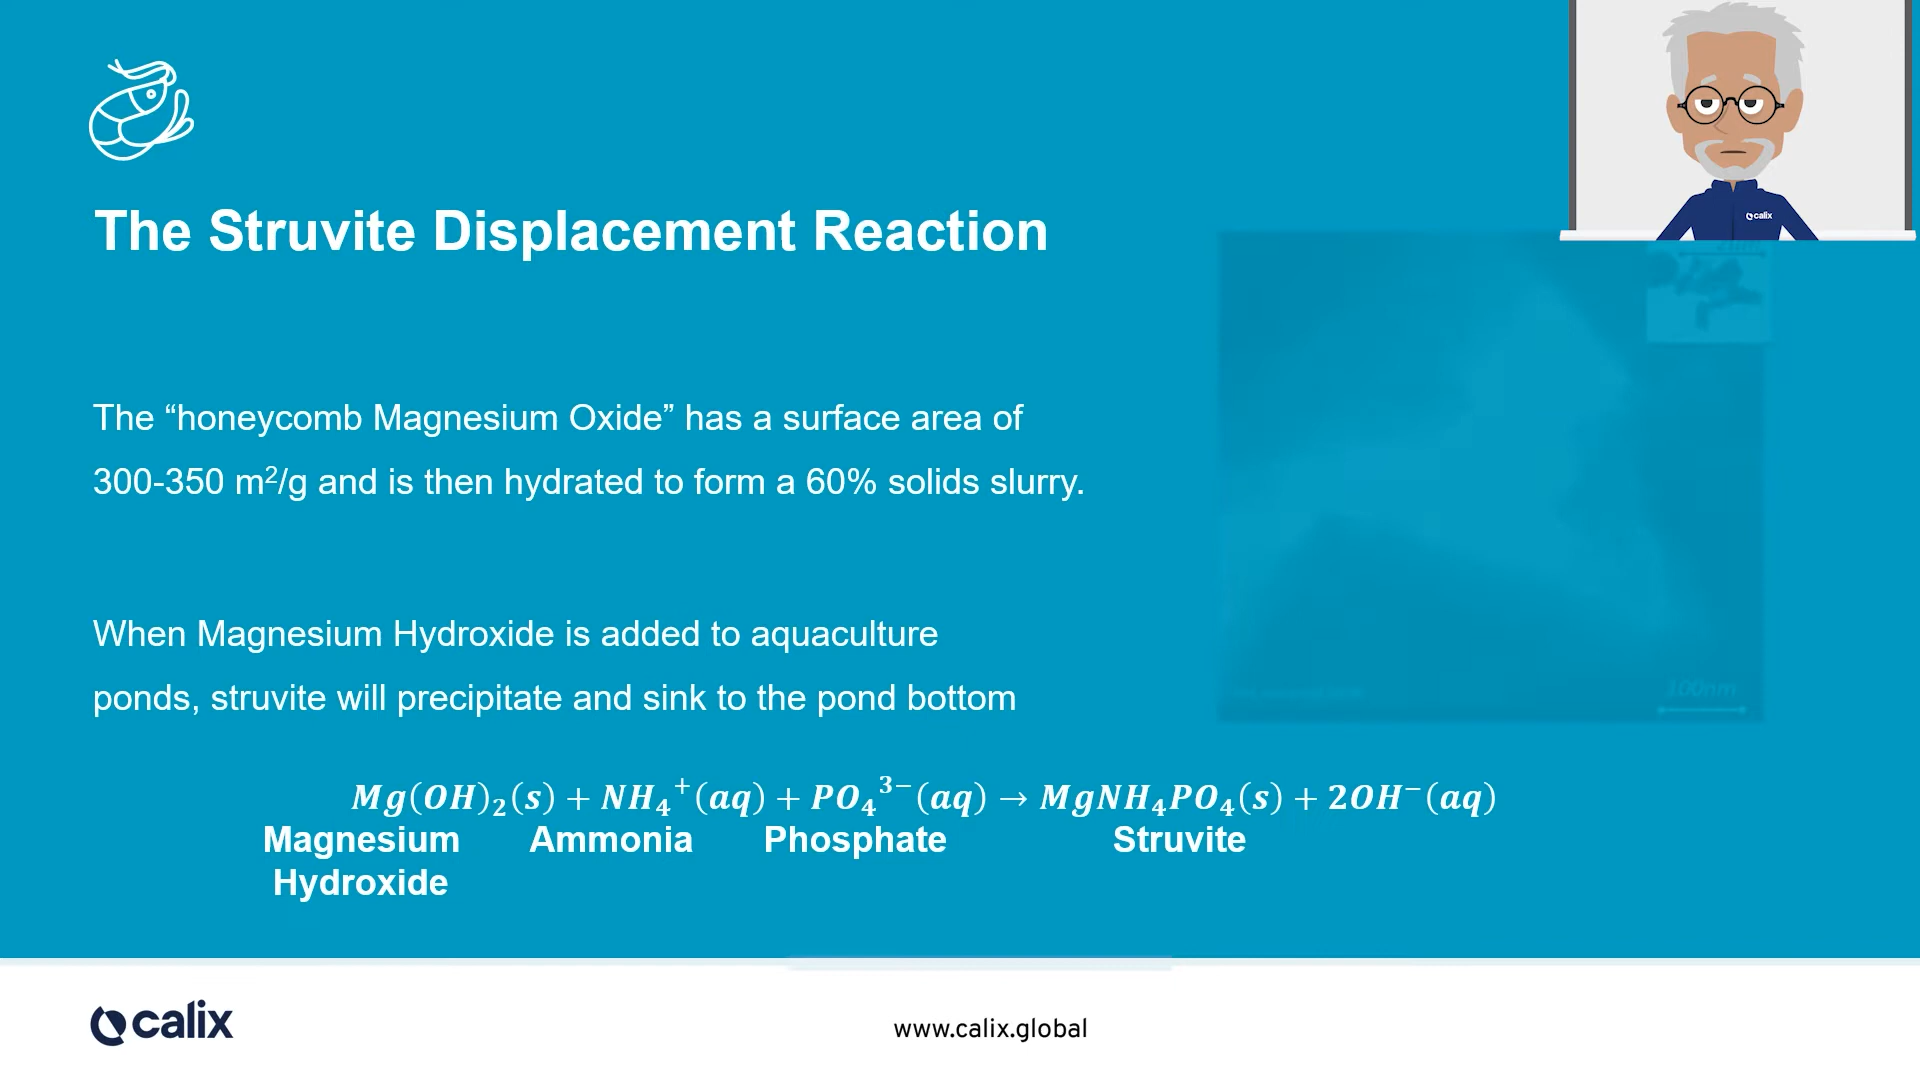 calix
The Struvite Displacement Reaction
The “honeycomb Magnesium Oxide” has a surface area of
300-350 m²/g and is then hydrated to form a 60% solids slurry.
When Magnesium Hydroxide is added to aquaculture
ponds, struvite will precipitate and sink to the pond bottom
100nm
Mg(OH)₂(s) + NH₄⁺(aq) + PO₄³⁻(aq) → MgNH₄PO₄(s) + 2OH⁻(aq)
Magnesium Ammonia Phosphate Struvite
Hydroxide
calix
www.calix.global